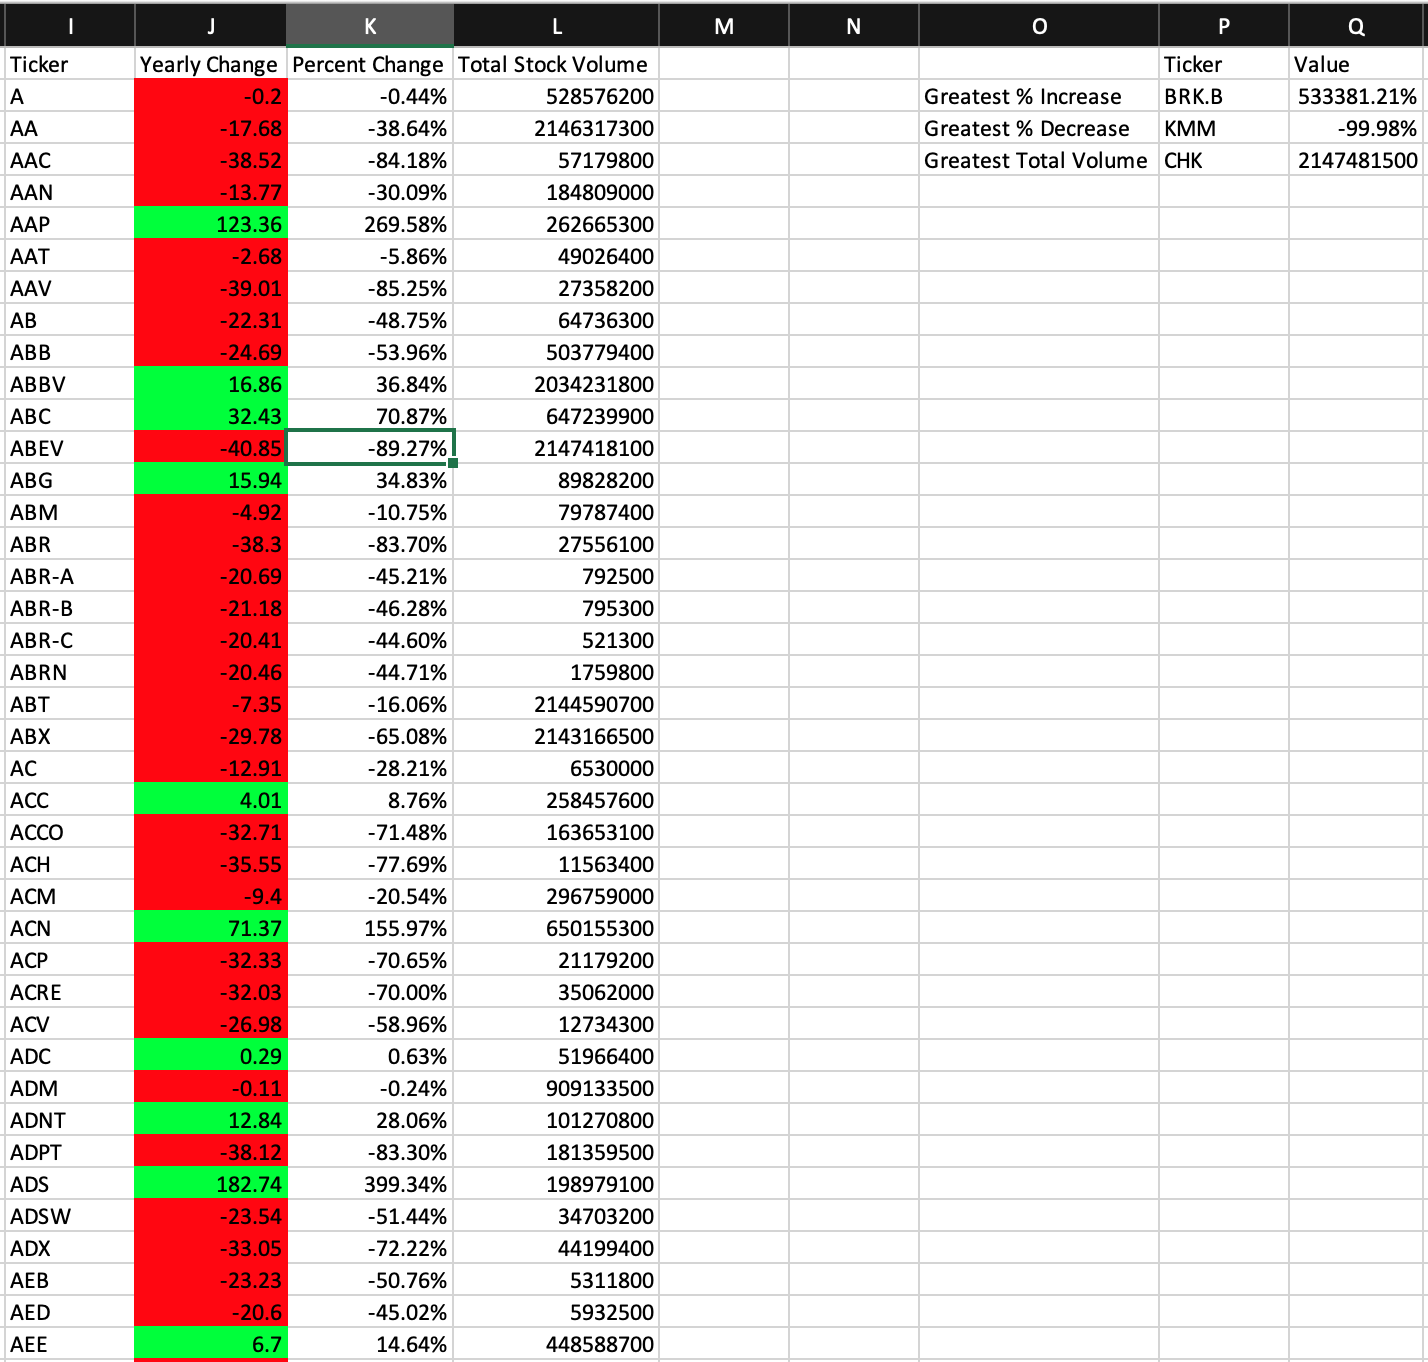 I J K L M N O P Q
Ticker Yearly Change Percent Change Total Stock Volume Ticker Value
A -0.2 -0.44% 528576200 Greatest % Increase BRK.B 533381.21%
AA -17.68 -38.64% 2146317300 Greatest % Decrease KMM -99.98%
AAC -38.52 -84.18% 57179800 Greatest Total Volume CHK 2147481500
AAN -13.77 -30.09% 184809000
AAP 123.36 269.58% 262665300
AAT -2.68 -5.86% 49026400
AAV -39.01 -85.25% 27358200
AB -22.31 -48.75% 64736300
ABB -24.69 -53.96% 503779400
ABBV 16.86 36.84% 2034231800
ABC 32.43 70.87% 647239900
ABEV -40.85 -89.27% 2147418100
ABG 15.94 34.83% 89828200
ABM -4.92 -10.75% 79787400
ABR -38.3 -83.70% 27556100
ABR-A -20.69 -45.21% 792500
ABR-B -21.18 -46.28% 795300
ABR-C -20.41 -44.60% 521300
ABRN -20.46 -44.71% 1759800
ABT -7.35 -16.06% 2144590700
ABX -29.78 -65.08% 2143166500
AC -12.91 -28.21% 6530000
ACC 4.01 8.76% 258457600
ACCO -32.71 -71.48% 163653100
ACH -35.55 -77.69% 11563400
ACM -9.4 -20.54% 296759000
ACN 71.37 155.97% 650155300
ACP -32.33 -70.65% 21179200
ACRE -32.03 -70.00% 35062000
ACV -26.98 -58.96% 12734300
ADC 0.29 0.63% 51966400
ADM -0.11 -0.24% 909133500
ADNT 12.84 28.06% 101270800
ADPT -38.12 -83.30% 181359500
ADS 182.74 399.34% 198979100
ADSW -23.54 -51.44% 34703200
ADX -33.05 -72.22% 44199400
AEB -23.23 -50.76% 5311800
AED -20.6 -45.02% 5932500
AEE 6.7 14.64% 448588700